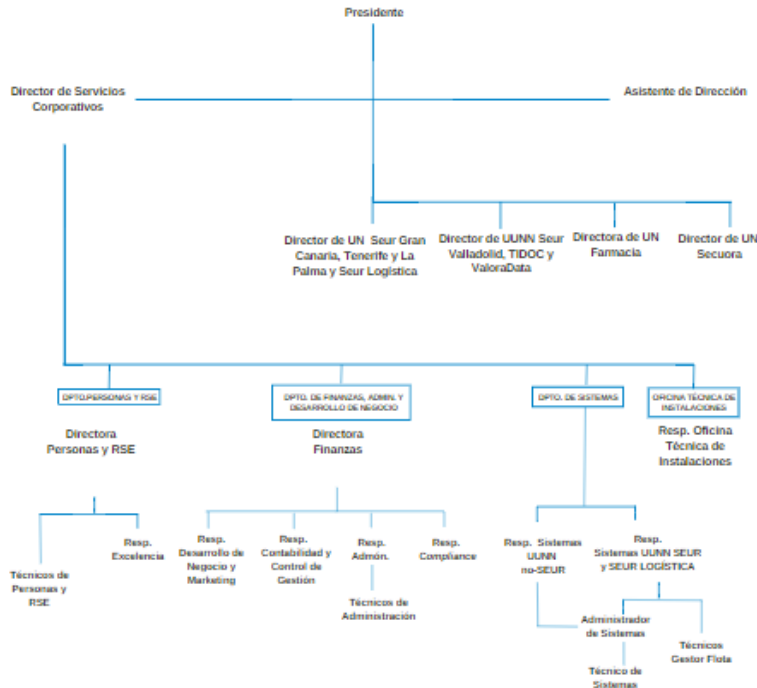 Presidente
Director de Servicios
Corporativos
Asistente de Dirección
Director de UN Seur Gran
Canaria, Tenerife y La
Palma y Seur Logística
Director de UUNN Seur
Valladolid, TIDOC y
ValoraData
Directora de UN
Farmacia
Director de UN
Secuora
DPTO.PERSONAS Y RSE
DPTO. DE FINANZAS, ADMIN. Y
DESARROLLO DE NEGOCIO
DPTO. DE SISTEMAS
OFICINA TÉCNICA DE
INSTALACIONES
Directora
Personas y RSE
Directora
Finanzas
Resp. Oficina
Técnica de
Instalaciones
Resp.
Excelencia
Técnicos de
Personas y
RSE
Resp.
Desarrollo de
Negocio y
Marketing
Resp.
Contabilidad y
Control de
Gestión
Resp.
Admón.
Resp.
Compliance
Técnicos de
Administración
Resp. Sistemas
UUNN
no-SEUR
Resp.
Sistemas UUNN SEUR
y SEUR LOGÍSTICA
Administrador
de Sistemas
Técnicos
Gestor Flota
Técnico de
Sistemas